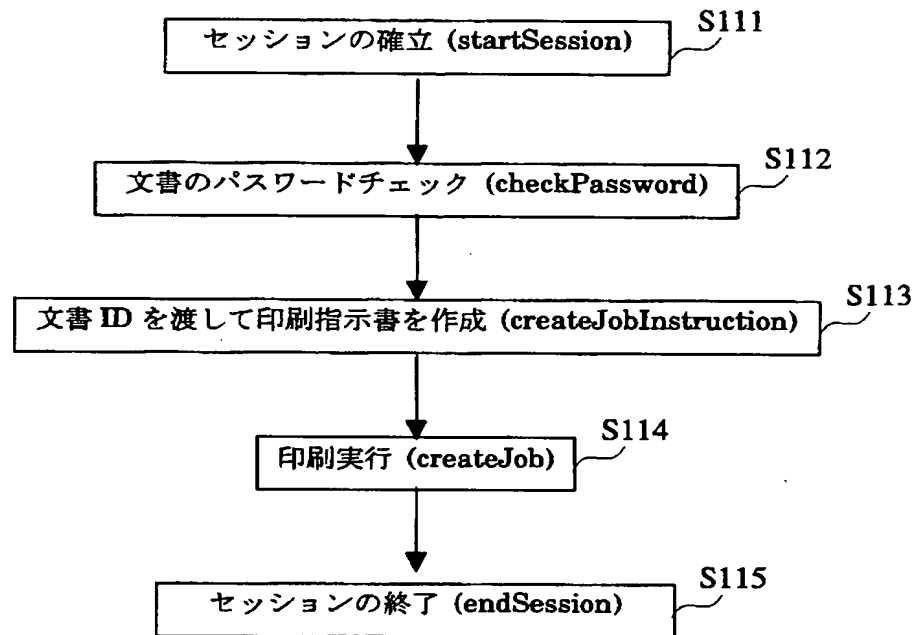 セッションの確立 (startSession)
S111
文書のパスワードチェック (checkPassword)
S112
文書 ID を渡して印刷指示書を作成 (createJobInstruction)
S113
印刷実行 (createJob)
S114
セッションの終了 (endSession)
S115